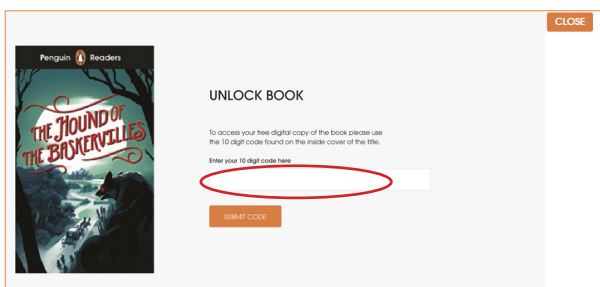 CLOSE
Penguin Readers
THE HOUND OF
THE BASKERVILLES
UNLOCK BOOK
To access your free digital copy of the book please use
the 10 digit code found on the inside cover of the title.
Enter your 10 digit code here
SUBMIT CODE